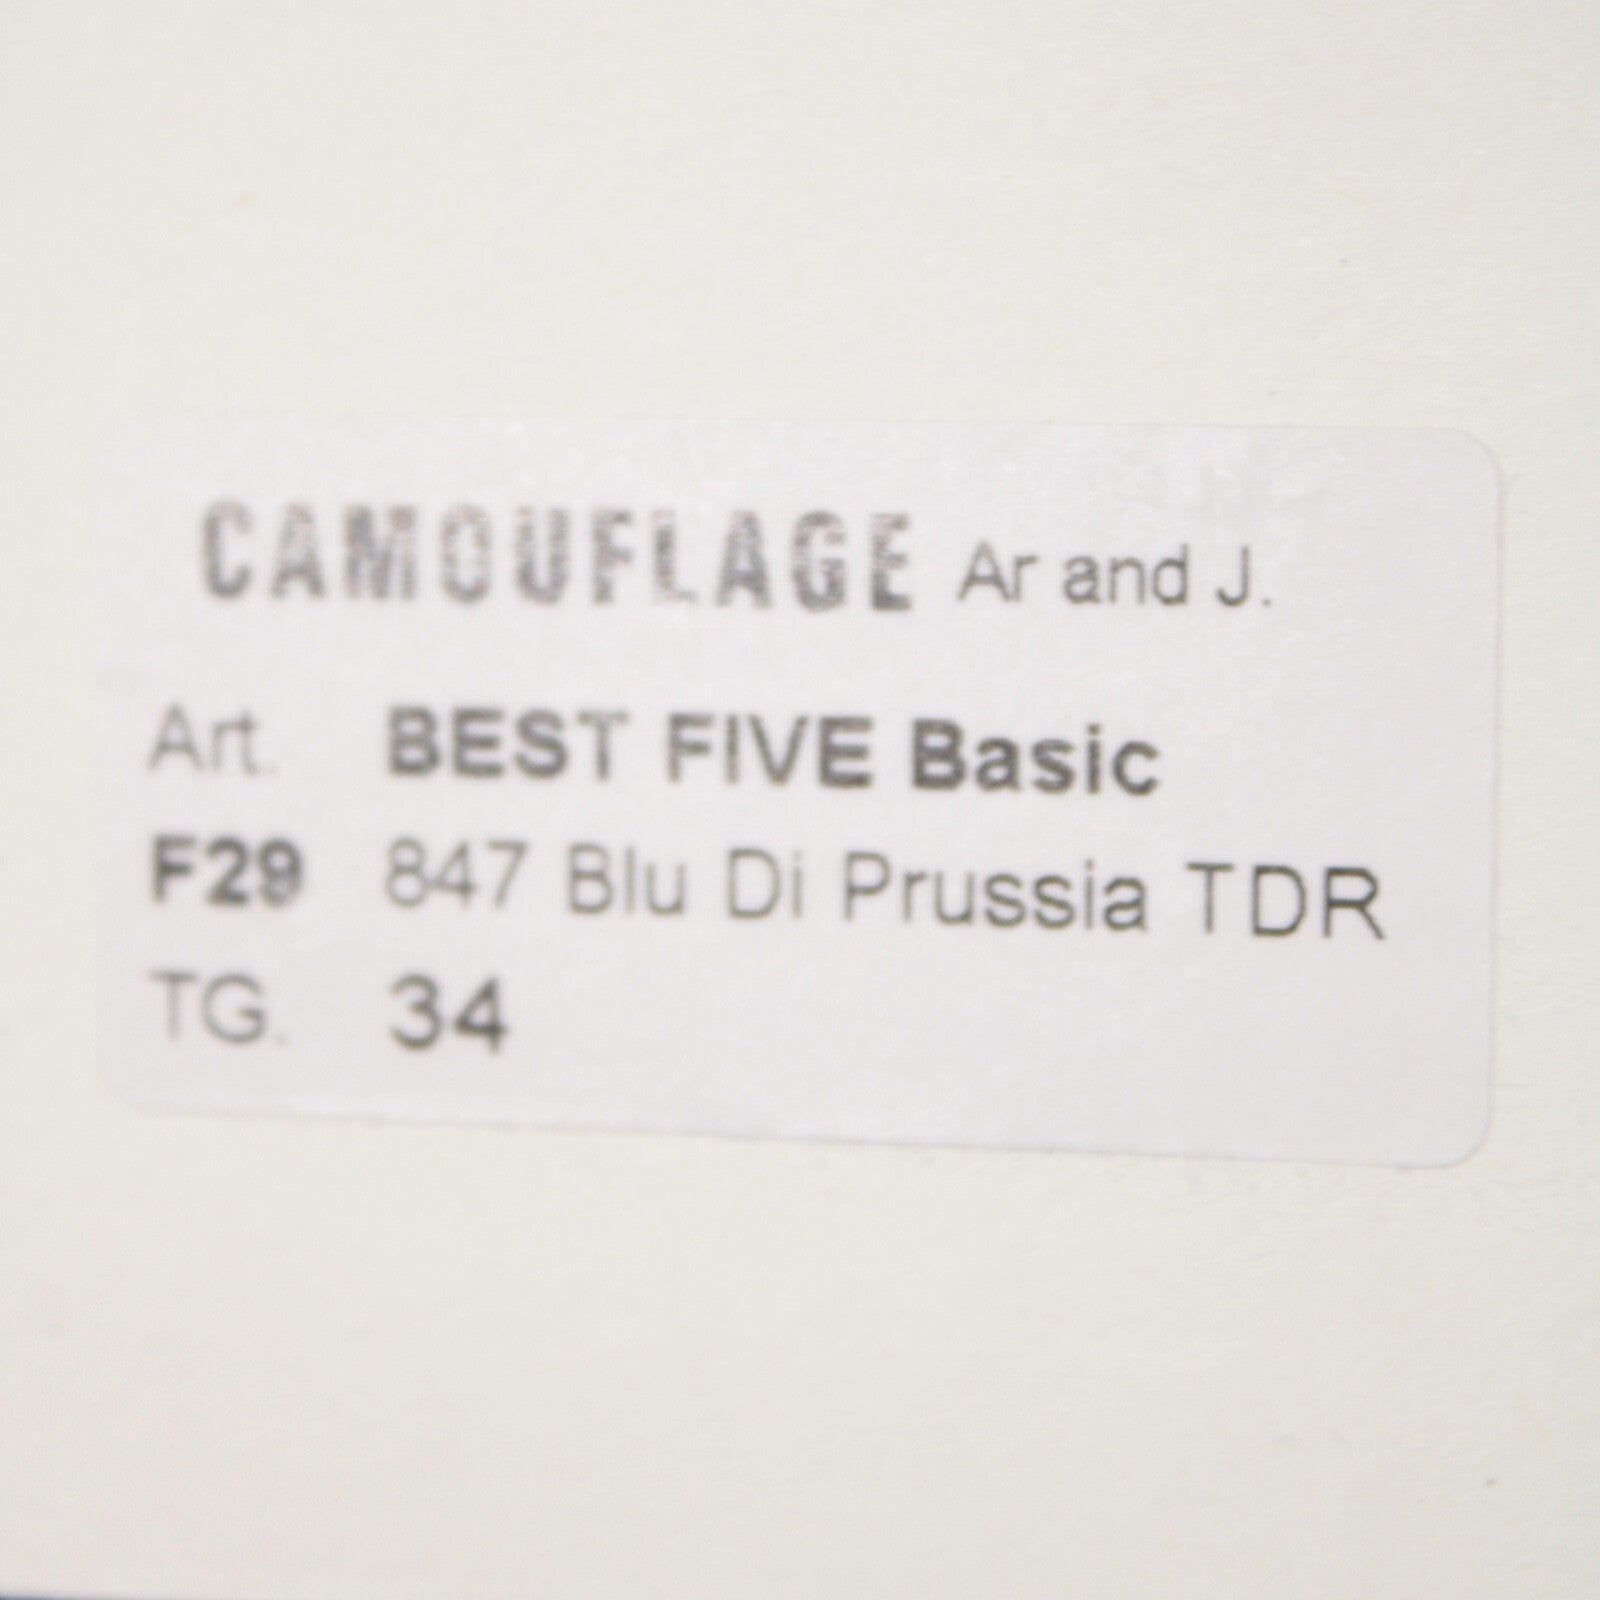 CAMOUFLAGE Ar and J.
Art. BEST FIVE Basic
F29 847 Blu Di Prussia TDR
TG. 34